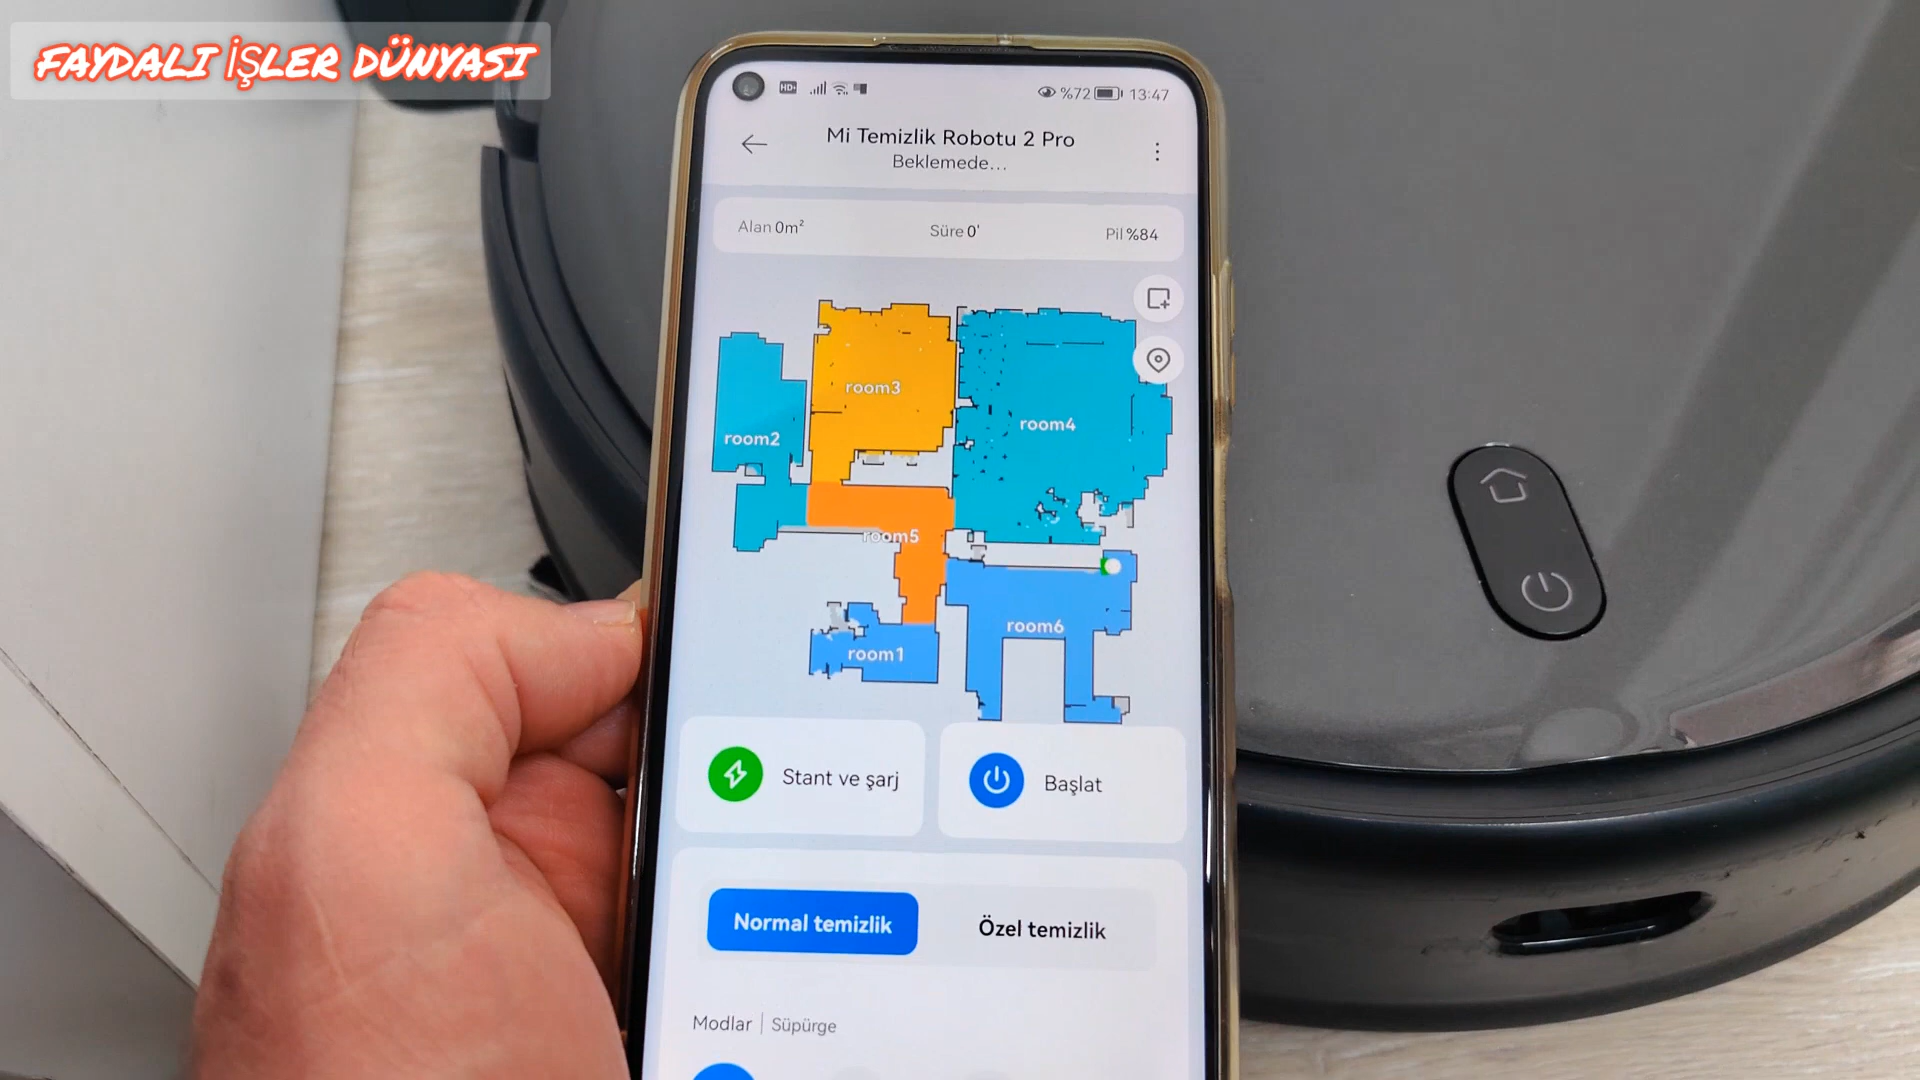 FAYDALI İŞLER DÜNYASI
HD+ %72 13:47
Mi Temizlik Robotu 2 Pro
Beklemede...
Alan 0m² Süre 0' Pil %84
room3
room4
room2
room5
room6
room1
Stant ve şarj Başlat
Normal temizlik Özel temizlik
Modlar | Süpürge